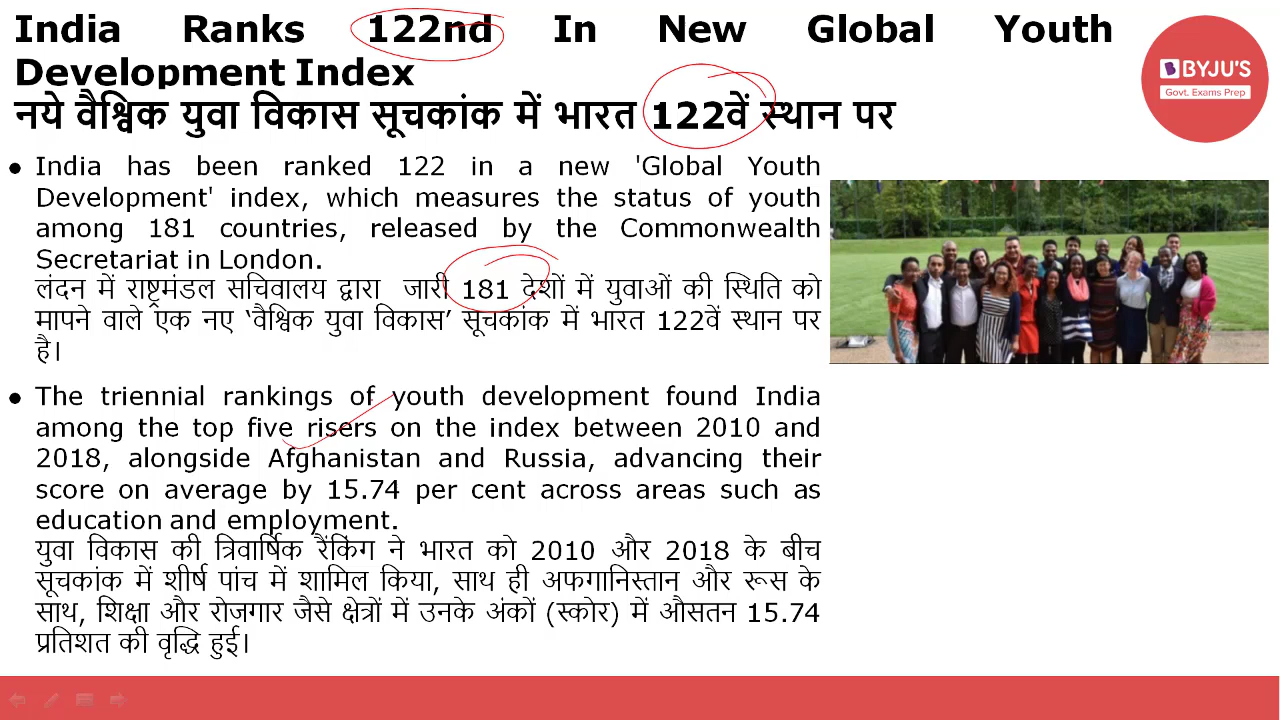 India Ranks 122nd In New Global Youth
Development Index
नये वैश्विक युवा विकास सूचकांक में भारत 122वें स्थान पर
BYJU'S
Govt. Exams Prep
● India has been ranked 122 in a new 'Global Youth
Development' index, which measures the status of youth
among 181 countries, released by the Commonwealth
Secretariat in London.
लंदन में राष्ट्रमंडल सचिवालय द्वारा जारी 181 देशों में युवाओं की स्थिति को
मापने वाले एक नए ‘वैश्विक युवा विकास’ सूचकांक में भारत 122वें स्थान पर
है।
● The triennial rankings of youth development found India
among the top five risers on the index between 2010 and
2018, alongside Afghanistan and Russia, advancing their
score on average by 15.74 per cent across areas such as
education and employment.
युवा विकास की त्रिवार्षिक रैंकिंग ने भारत को 2010 और 2018 के बीच
सूचकांक में शीर्ष पांच में शामिल किया, साथ ही अफगानिस्तान और रूस के
साथ, शिक्षा और रोजगार जैसे क्षेत्रों में उनके अंकों (स्कोर) में औसतन 15.74
प्रतिशत की वृद्धि हुई।